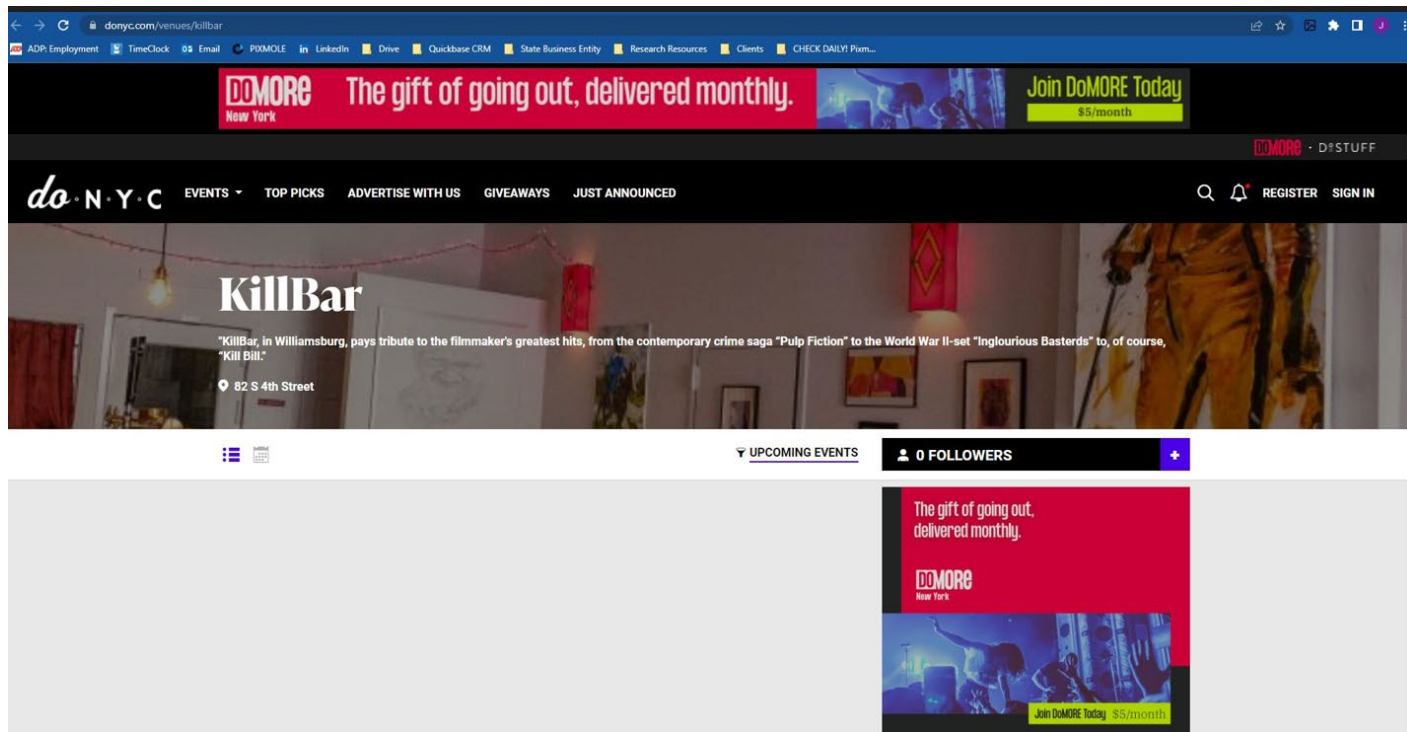 donyc.com/venues/killbar
ADP: Employment TimeClock Email PIXMOLE LinkedIn Drive Quickbase CRM State Business Entity Research Resources Clients CHECK DAILY! Pixm...
DOMORE New York The gift of going out, delivered monthly. Join DoMORE Today $5/month
DOMORE · DOSTUFF
do·N·Y·C EVENTS TOP PICKS ADVERTISE WITH US GIVEAWAYS JUST ANNOUNCED REGISTER SIGN IN
KillBar
"KillBar, in Williamsburg, pays tribute to the filmmaker's greatest hits, from the contemporary crime saga “Pulp Fiction” to the World War II-set “Inglourious Basterds” to, of course,
“Kill Bill."
82 S 4th Street
UPCOMING EVENTS 0 FOLLOWERS +
The gift of going out,
delivered monthly.
DOMORE
New York
Join DoMORE Today $5/month